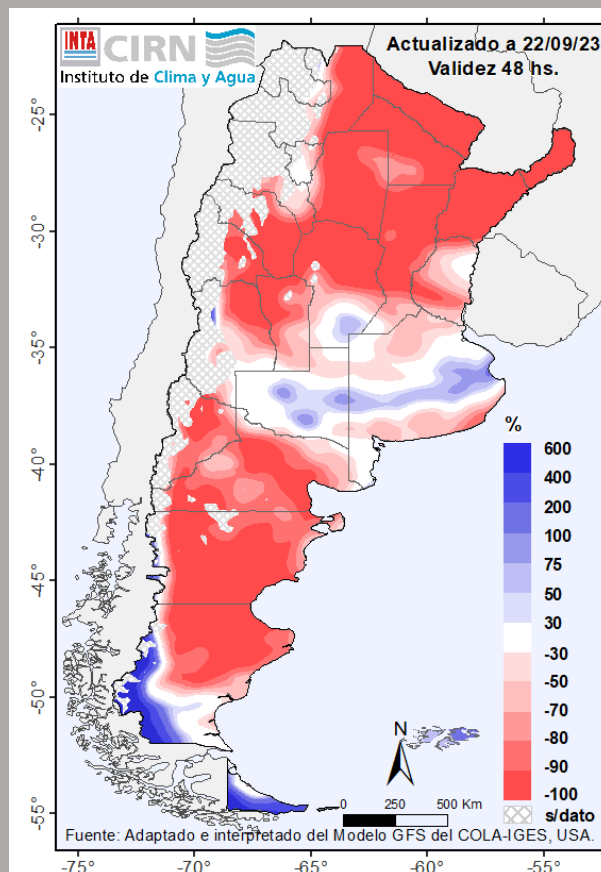 INTA CIRN
Instituto de Clima y Agua
Actualizado a 22/09/23
Validez 48 hs.
-25°
-30°
-35°
-40°
-45°
-50°
-55°
%
600
400
200
100
75
50
30
-30
-50
-70
-80
-90
-100
s/dato
N
0 250 500 Km
Fuente: Adaptado e interpretado del Modelo GFS del COLA-IGES, USA.
-75° -70° -65° -60° -55°